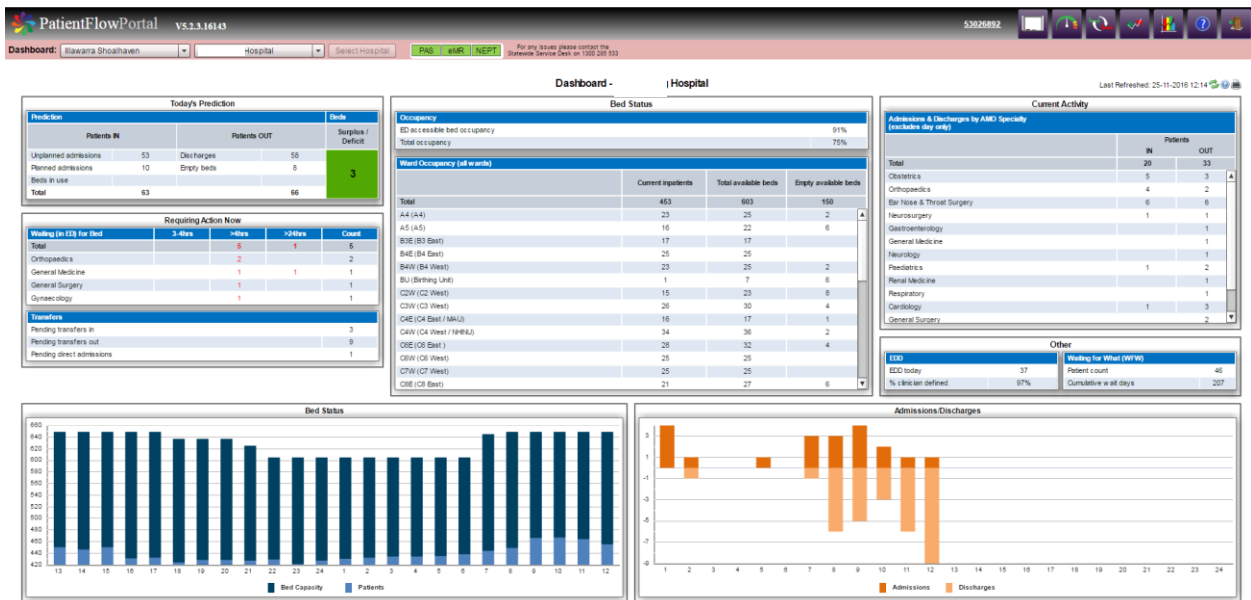 PatientFlowPortal V5.2.3.16143 53026892
Dashboard: Illawarra Shoalhaven Hospital Select Hospital PAS eMR NEPT For any issues please contact the
Statewide Service Desk on 1300 285 533
Dashboard - Hospital Last Refreshed: 25-11-2016 12:14
Today's Prediction
Prediction Beds
Patients IN Patients OUT Surplus / Deficit
Unplanned admissions 53 Discharges 58
Planned admissions 10 Empty beds 8
Beds in use
Total 63 66
3
Requiring Action Now
Waiting (in ED) for Bed 3-4hrs >4hrs >24hrs Count
Total 5 1 5
Orthopaedics 2 2
General Medicine 1 1 1
General Surgery 1 1
Gynaecology 1 1
Transfers
Pending transfers in 3
Pending transfers out 9
Pending direct admissions 1
Bed Status
Occupancy
ED accessible bed occupancy 91%
Total occupancy 75%
Ward Occupancy (all wards)
Current inpatients Total available beds Empty available beds
Total 453 603 150
A4 (A4) 23 25 2
A5 (A5) 16 22 6
B3E (B3 East) 17 17
B4E (B4 East) 25 25
B4W (B4 West) 23 25 2
BU (Birthing Unit) 1 7 6
C2W (C2 West) 15 23 8
C3W (C3 West) 26 30 4
C4E (C4 East / MAU) 16 17 1
C4W (C4 West / NHNU) 34 36 2
C6E (C6 East ) 28 32 4
C6W (C6 West) 25 25
C7W (C7 West) 25 25
C8E (C8 East) 21 27 6
Current Activity
Admissions & Discharges by AMO Specialty
(excludes day only)
Patients
IN OUT
Total 20 33
Obstetrics 5 3
Orthopaedics 4 2
Ear Nose & Throat Surgery 6 6
Neurosurgery 1 1
Gastroenterology 1
General Medicine 1
Neurology 1
Paediatrics 1 2
Renal Medicine 1
Respiratory 1
Cardiology 1 3
General Surgery 2
Other
EDD Waiting for What (WFW)
EDD today 37 Patient count 46
% clinician defined 97% Cumulative wait days 207
Bed Status
660
640
620
600
580
560
540
520
500
480
460
440
420
13 14 15 16 17 18 19 20 21 22 23 24 1 2 3 4 5 6 7 8 9 10 11 12
Bed Capacity Patients
Admissions/Discharges
3
1
-1
-3
-5
-7
-9
1 2 3 4 5 6 7 8 9 10 11 12 13 14 15 16 17 18 19 20 21 22 23 24
Admissions Discharges